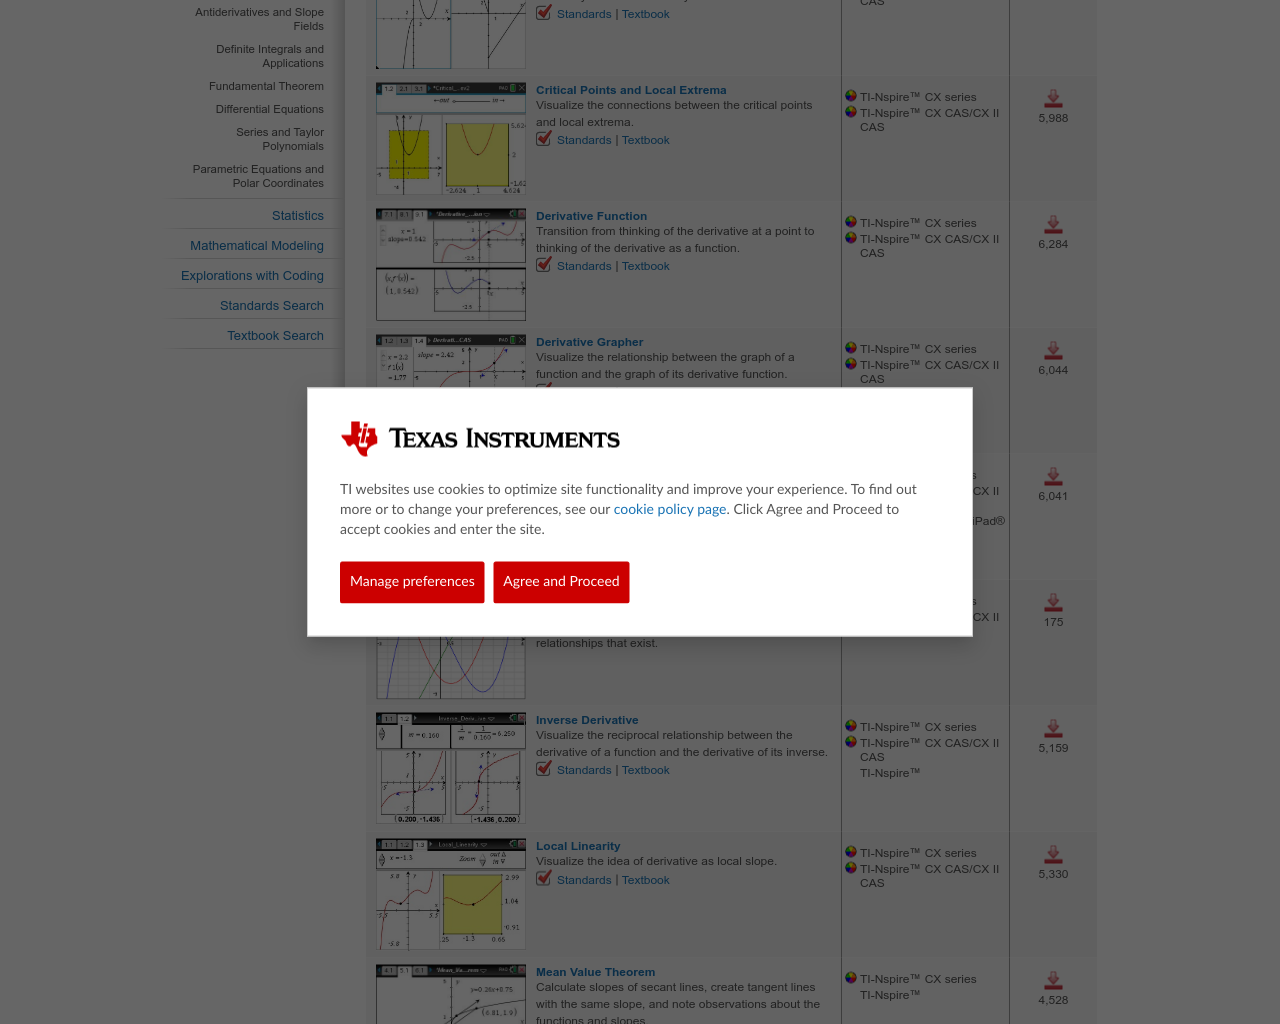 Antiderivatives and Slope
Fields
Definite Integrals and
Applications
Fundamental Theorem
Differential Equations
Series and Taylor
Polynomials
Parametric Equations and
Polar Coordinates
Statistics
Mathematical Modeling
Explorations with Coding
Standards Search
Textbook Search
Standards | Textbook
CAS
Critical Points and Local Extrema
Visualize the connections between the critical points
and local extrema.
Standards | Textbook
TI-Nspire™ CX series
TI-Nspire™ CX CAS/CX II
CAS
5,988
Derivative Function
Transition from thinking of the derivative at a point to
thinking of the derivative as a function.
Standards | Textbook
TI-Nspire™ CX series
TI-Nspire™ CX CAS/CX II
CAS
6,284
Derivative Grapher
Visualize the relationship between the graph of a
function and the graph of its derivative function.
TI-Nspire™ CX series
TI-Nspire™ CX CAS/CX II
CAS
6,044
TEXAS INSTRUMENTS
TI websites use cookies to optimize site functionality and improve your experience. To find out
more or to change your preferences, see our cookie policy page. Click Agree and Proceed to
accept cookies and enter the site.
Manage preferences
Agree and Proceed
s
CX II
iPad®
6,041
s
CX II
175
relationships that exist.
Inverse Derivative
Visualize the reciprocal relationship between the
derivative of a function and the derivative of its inverse.
Standards | Textbook
TI-Nspire™ CX series
TI-Nspire™ CX CAS/CX II
CAS
TI-Nspire™
5,159
Local Linearity
Visualize the idea of derivative as local slope.
Standards | Textbook
TI-Nspire™ CX series
TI-Nspire™ CX CAS/CX II
CAS
5,330
Mean Value Theorem
Calculate slopes of secant lines, create tangent lines
with the same slope, and note observations about the
functions and slopes.
TI-Nspire™ CX series
TI-Nspire™
4,528